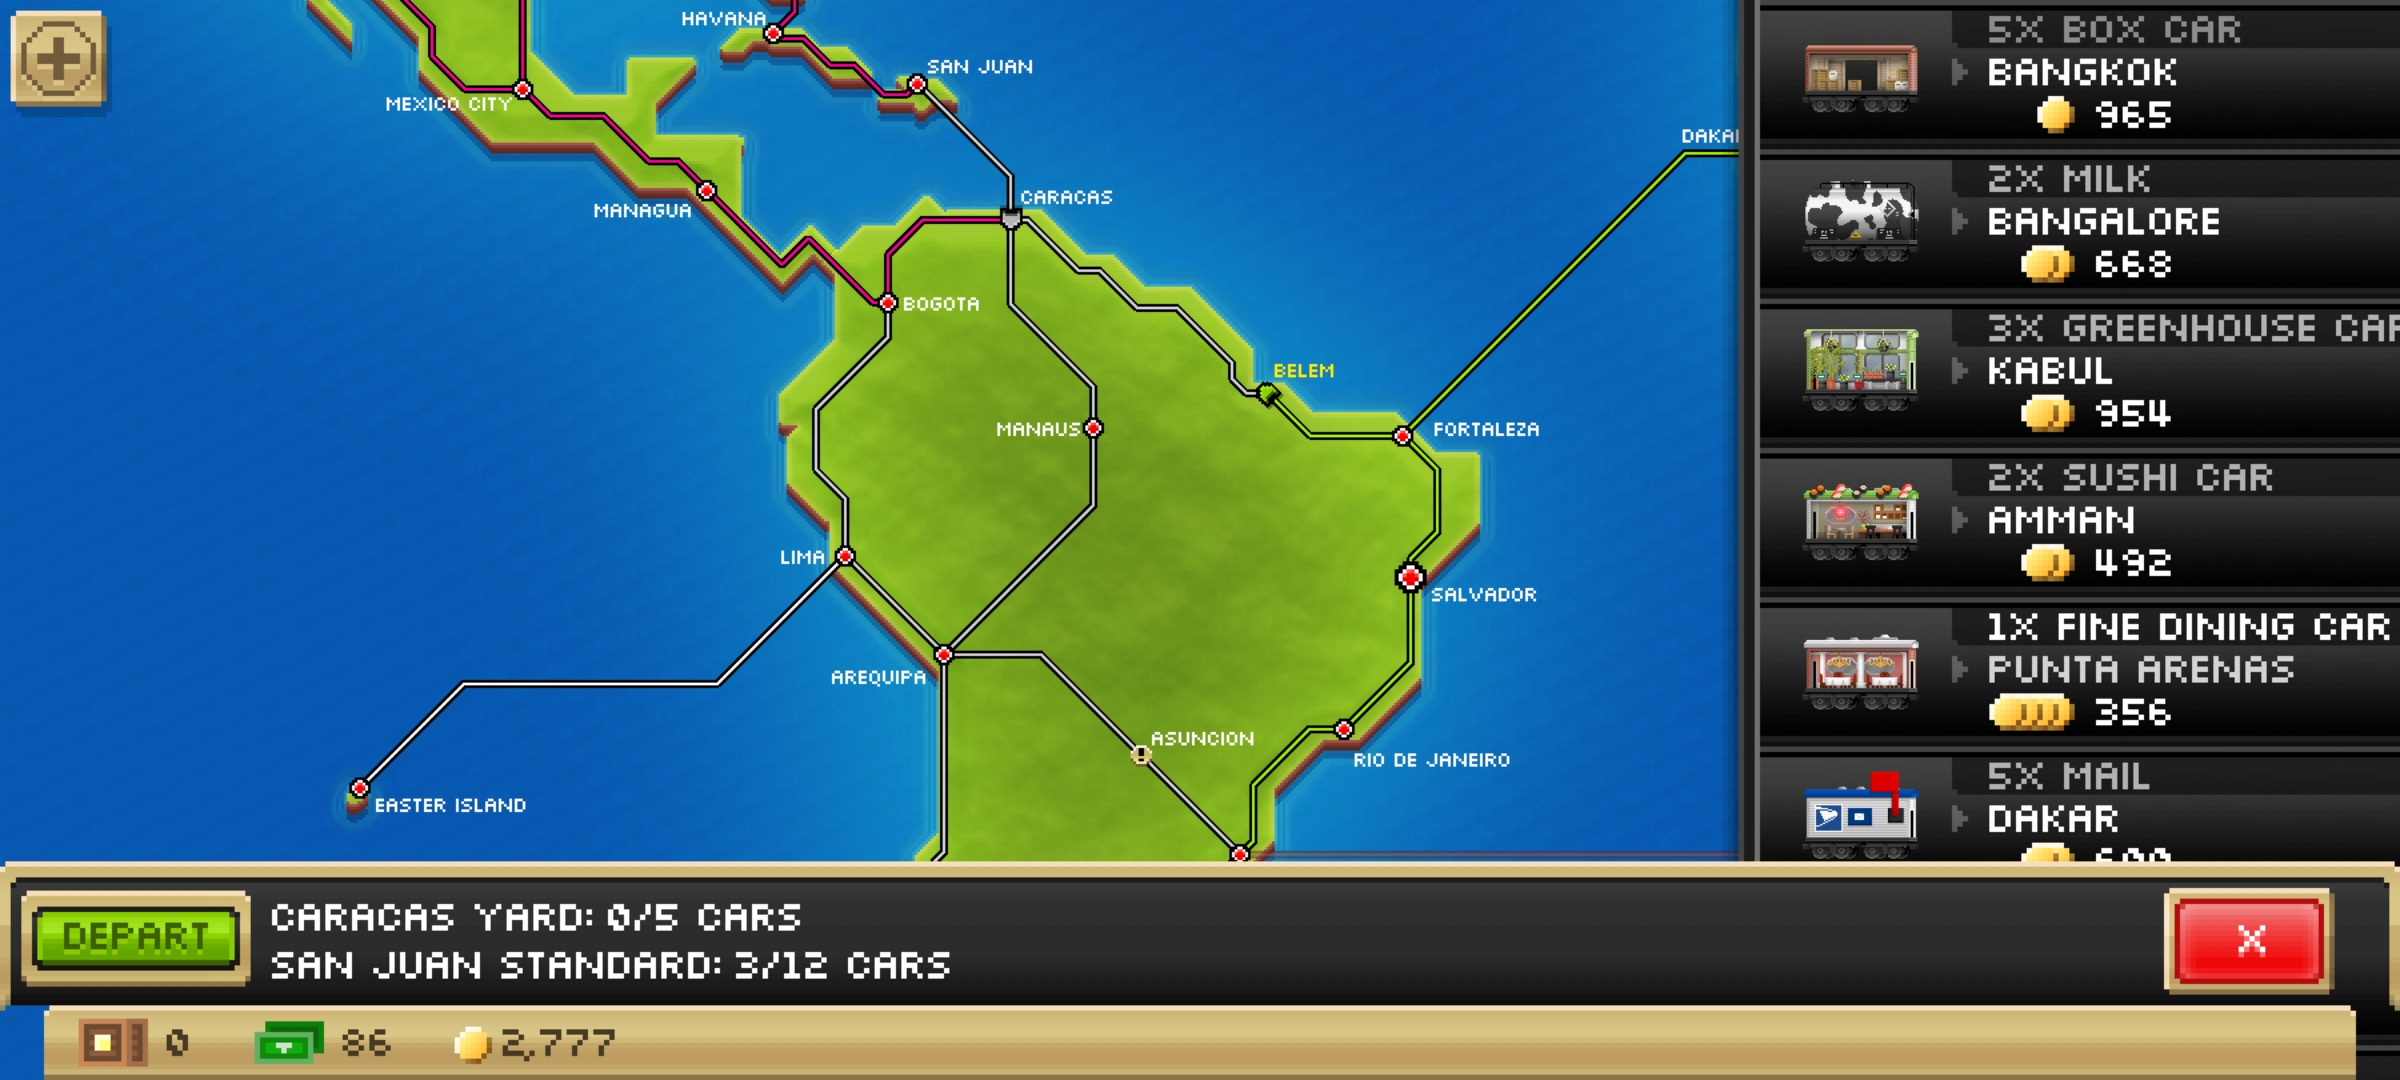 HAVANA
SAN JUAN
MEXICO CITY
MANAGUA
CARACAS
BOGOTA
BELEM
MANAUS
FORTALEZA
LIMA
SALVADOR
AREQUIPA
ASUNCION
RIO DE JANEIRO
EASTER ISLAND
5X BOX CAR
BANGKOK
965
2X MILK
BANGALORE
668
3X GREENHOUSE CAR
KABUL
954
2X SUSHI CAR
AMMAN
492
1X FINE DINING CAR
PUNTA ARENAS
356
5X MAIL
DAKAR
DEPART
CARACAS YARD: 0/5 CARS
SAN JUAN STANDARD: 3/12 CARS
X
0
86
2,777